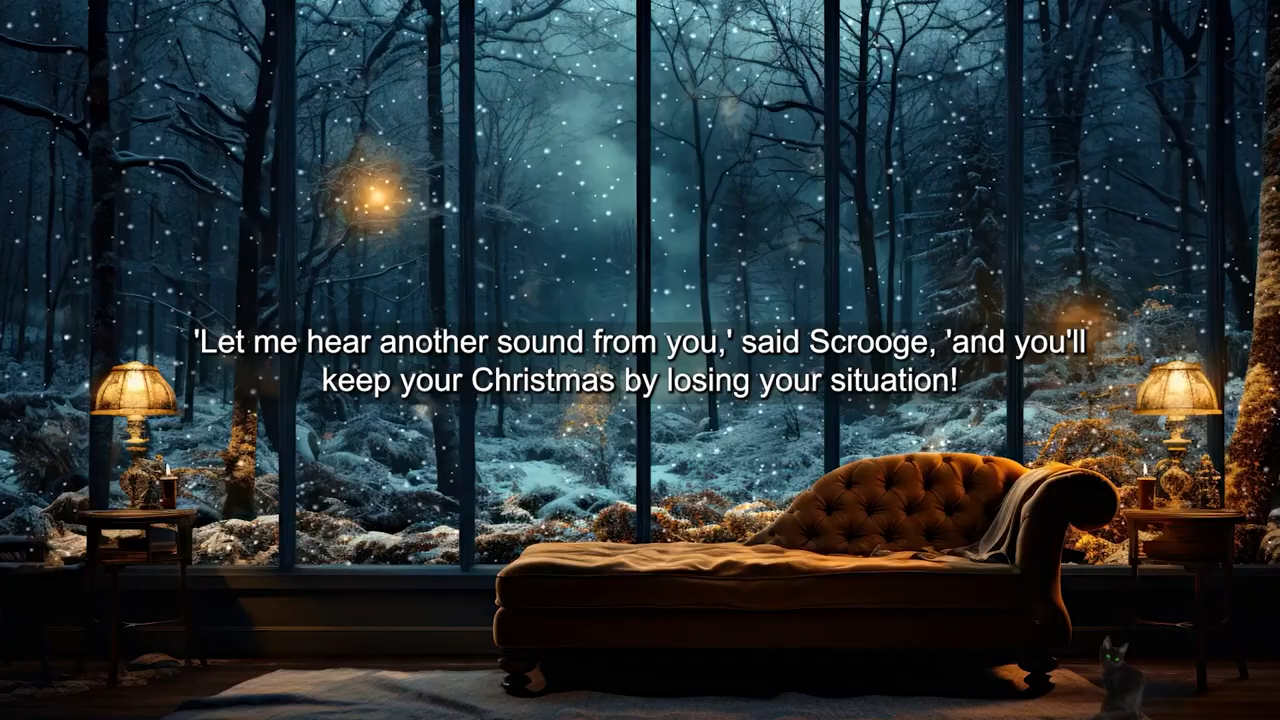 'Let me hear another sound from you,' said Scrooge, 'and you'll
keep your Christmas by losing your situation!